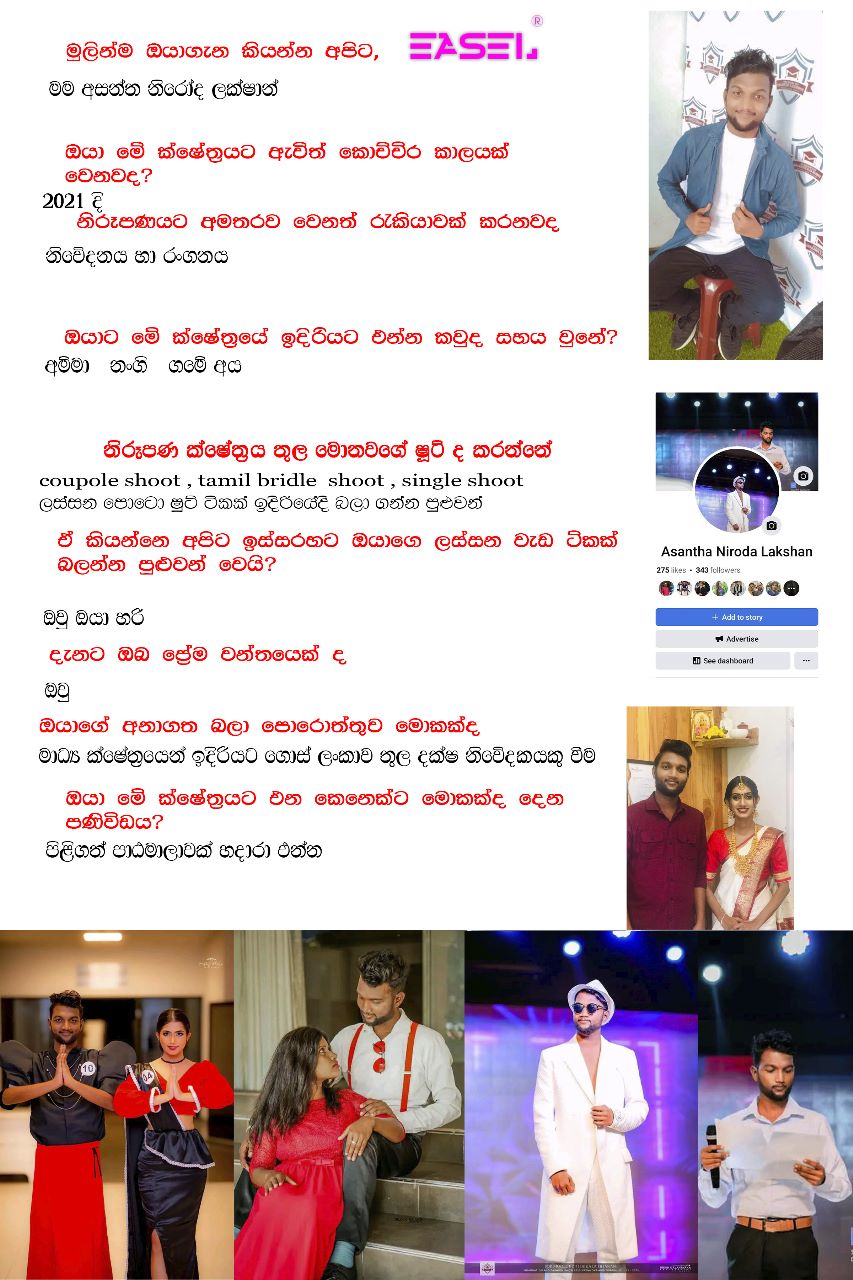 මුලින්ම ඔයාගැන කියන්න අපිට,
EASEL®
මම අසන්ත නිරෝද ලක්ෂාන්
ඔයා මේ ක්ෂේත්‍රයට ඇවිත් කොච්චර කාලයක්
වෙනවද?
2021 දි
නිරූපණයට අමතරව වෙනත් රැකියාවක් කරනවද
නිවේදනය හා රංගනය
ඔයාට මේ ක්ෂේත්‍රයේ ඉදිරියට එන්න කවුද සහය වුනේ?
අම්මා නංගි ගමේ අය
නිරූපණ ක්ෂේත්‍රය තුල මොනවගේ ෂූට් ද කරන්නේ
coupole shoot , tamil bridle shoot , single shoot
ලස්සන පොටො ෂුට් ටිකක් ඉදිරියේදි බලා ගන්න පුළුවන්
ඒ කියන්නෙ අපිට ඉස්සරහට ඔයාගෙ ලස්සන වැඩ ටිකක්
බලන්න පුළුවන් වෙයි?
ඔවු ඔයා හරි
දැනට ඔබ ප්‍රේම වන්තයෙක් ද
ඔවු
ඔයාගේ අනාගත බලා පොරොත්තුව මොකක්ද
මාධ්‍ය ක්ෂේත්‍රයෙන් ඉදිරියට ගොස් ලංකාව තුල දක්ෂ නිවේදකයකු වීම
ඔයා මේ ක්ෂේත්‍රයට එන කෙනෙක්ට මොකක්ද දෙන
පණිවිඩය?
පිළිගත් පාඨමාලාවක් හදාරා එන්න
Asantha Niroda Lakshan
275 likes • 343 followers
+ Add to story
Advertise
See dashboard
10
14